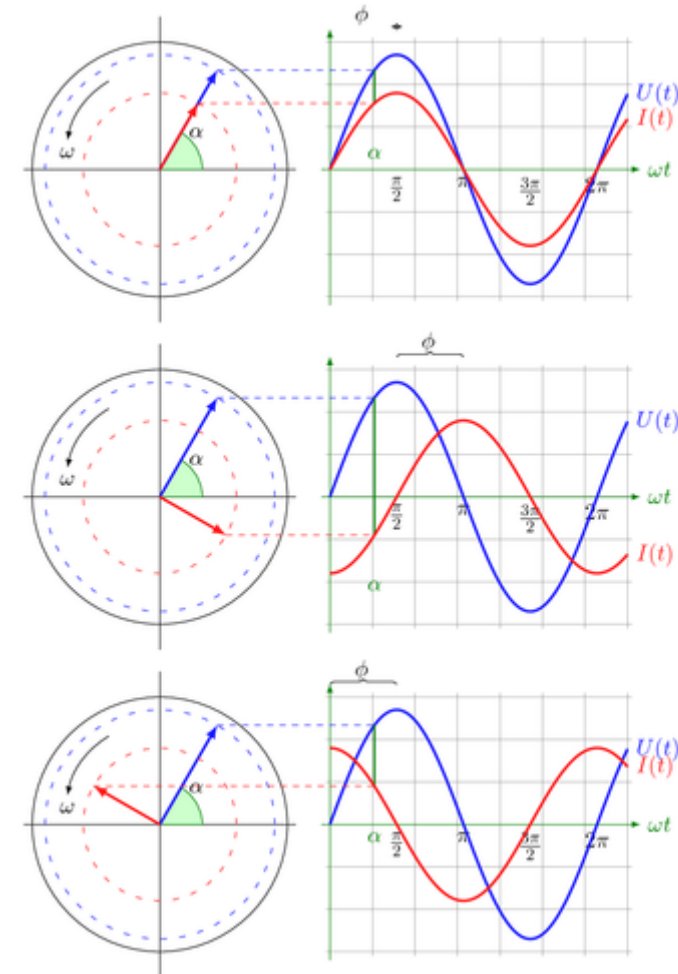 ϕ
U(t)
I(t)
ω
α
α
π/2
π
3π/2
2π
ωt
ϕ
U(t)
ω
α
π/2
π
3π/2
2π
ωt
I(t)
α
ϕ
U(t)
I(t)
ω
α
α
π/2
π
3π/2
2π
ωt